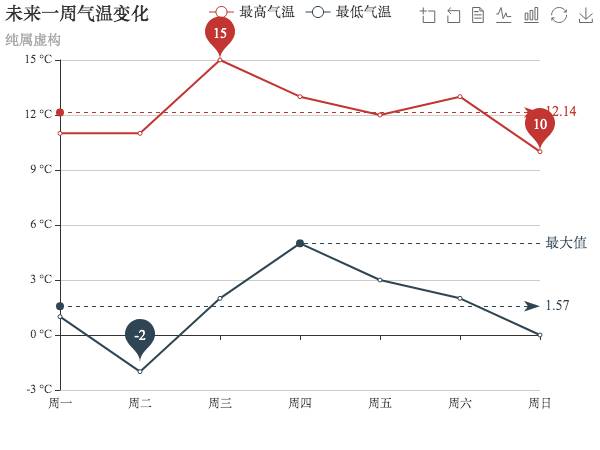 未来一周气温变化
纯属虚构
最高气温 最低气温
15 °C
12 °C
9 °C
6 °C
3 °C
0 °C
-3 °C
15
12.14
10
最大值
1.57
-2
周一 周二 周三 周四 周五 周六 周日